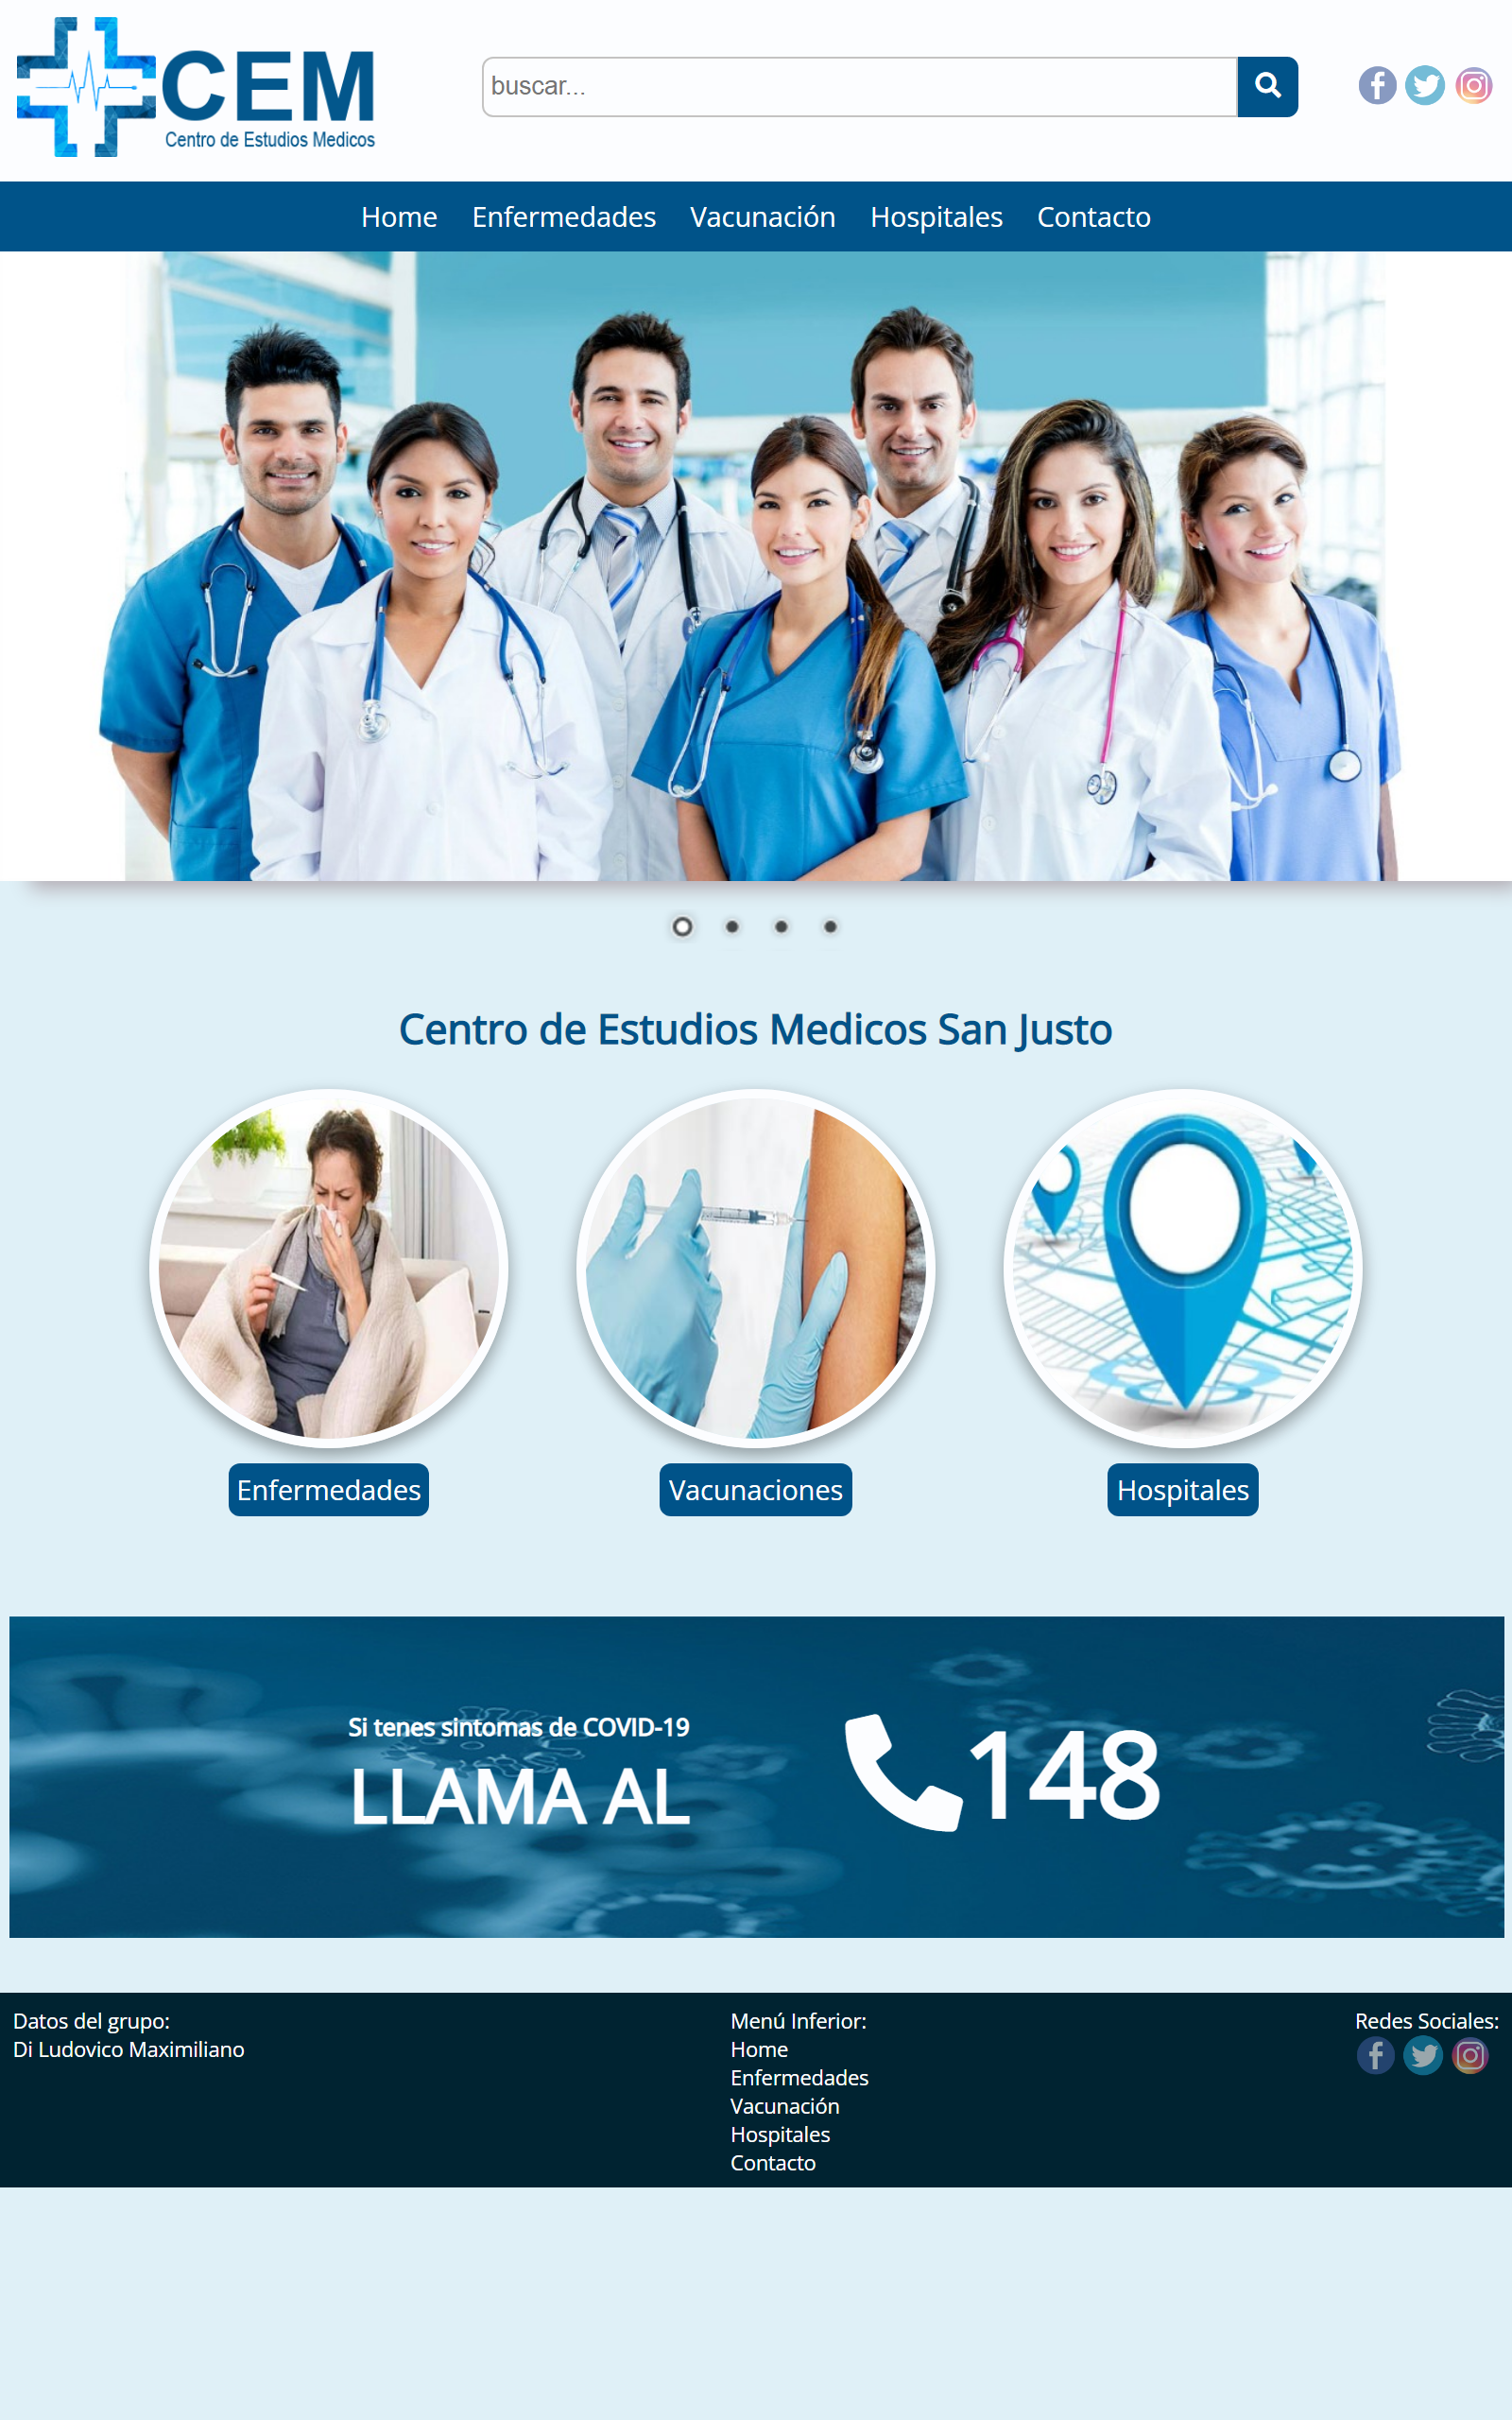 CEM
Centro de Estudios Medicos
buscar...
Home Enfermedades Vacunación Hospitales Contacto
Centro de Estudios Medicos San Justo
Enfermedades
Vacunaciones
Hospitales
Si tenes sintomas de COVID-19
LLAMA AL
148
Datos del grupo:
Di Ludovico Maximiliano
Menú Inferior:
Home
Enfermedades
Vacunación
Hospitales
Contacto
Redes Sociales: